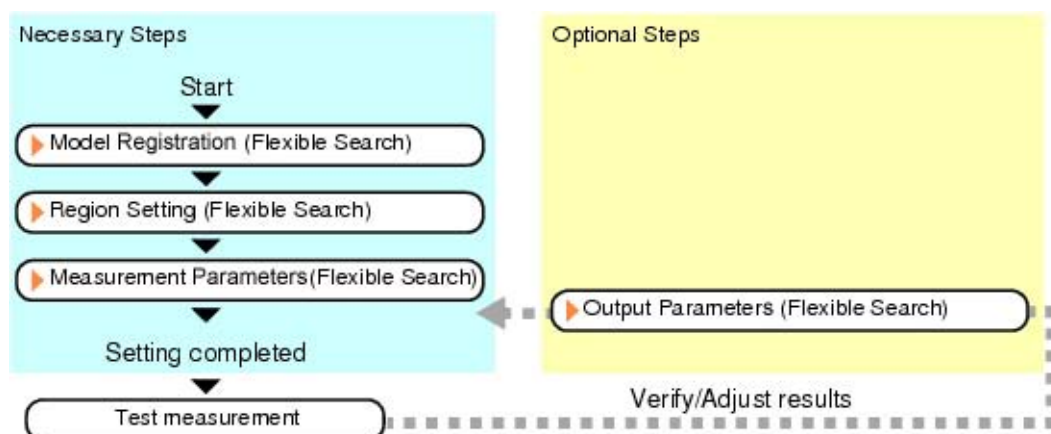 Necessary Steps
Start
Model Registration (Flexible Search)
Region Setting (Flexible Search)
Measurement Parameters(Flexible Search)
Setting completed
Test measurement
Optional Steps
Output Parameters (Flexible Search)
Verify/Adjust results